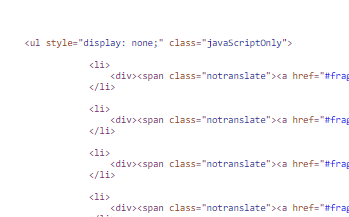 <ul style="display: none;" class="javaScriptOnly">
<li>
<div><span class="notranslate"><a href="#frag
</li>
<li>
<div><span class="notranslate"><a href="#frag
</li>
<li>
<div><span class="notranslate"><a href="#frag
</li>
<li>
<div><span class="notranslate"><a href="#frag